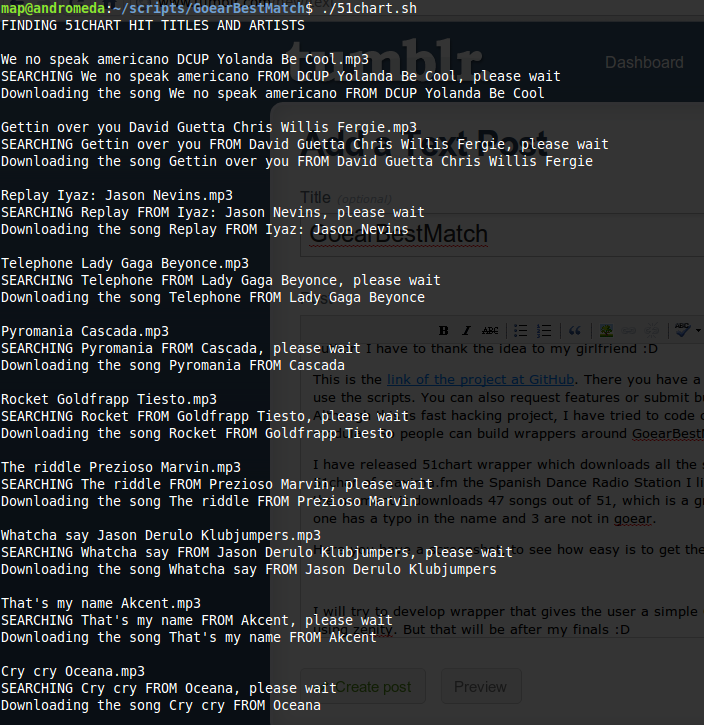 map@andromeda:~/scripts/GoearBestMatch$ ./51chart.sh
FINDING 51CHART HIT TITLES AND ARTISTS
We no speak americano DCUP Yolanda Be Cool.mp3
SEARCHING We no speak americano FROM DCUP Yolanda Be Cool, please wait
Downloading the song We no speak americano FROM DCUP Yolanda Be Cool
Gettin over you David Guetta Chris Willis Fergie.mp3
SEARCHING Gettin over you FROM David Guetta Chris Willis Fergie, please wait
Downloading the song Gettin over you FROM David Guetta Chris Willis Fergie
Replay Iyaz: Jason Nevins.mp3
SEARCHING Replay FROM Iyaz: Jason Nevins, please wait
Downloading the song Replay FROM Iyaz: Jason Nevins
Telephone Lady Gaga Beyonce.mp3
SEARCHING Telephone FROM Lady Gaga Beyonce, please wait
Downloading the song Telephone FROM Lady Gaga Beyonce
Pyromania Cascada.mp3
SEARCHING Pyromania FROM Cascada, please wait
Downloading the song Pyromania FROM Cascada
Rocket Goldfrapp Tiesto.mp3
SEARCHING Rocket FROM Goldfrapp Tiesto, please wait
Downloading the song Rocket FROM Goldfrapp Tiesto
The riddle Prezioso Marvin.mp3
SEARCHING The riddle FROM Prezioso Marvin, please wait
Downloading the song The riddle FROM Prezioso Marvin
Whatcha say Jason Derulo Klubjumpers.mp3
SEARCHING Whatcha say FROM Jason Derulo Klubjumpers, please wait
Downloading the song Whatcha say FROM Jason Derulo Klubjumpers
That's my name Akcent.mp3
SEARCHING That's my name FROM Akcent, please wait
Downloading the song That's my name FROM Akcent
Cry cry Oceana.mp3
SEARCHING Cry cry FROM Oceana, please wait
Downloading the song Cry cry FROM Oceana
tumblr.
Dashboard
Add a Text Post
Title (optional)
GoearBestMatch
B I ABC ABC
I have to thank the idea to my girlfriend :D
This is the link of the project at GitHub. There you have a
use the scripts. You can also request features or submit bu
fast hacking project, I have tried to code
people can build wrappers around GoearBestM
I have released 51chart wrapper which downloads all the s
.fm the Spanish Dance Radio Station I li
downloads 47 songs out of 51, which is a g
one has a typo in the name and 3 are not in goear.
to see how easy is to get the
I will try to develop wrapper that gives the user a simple
using zenity. But that will be after my finals :D
Create post
Preview